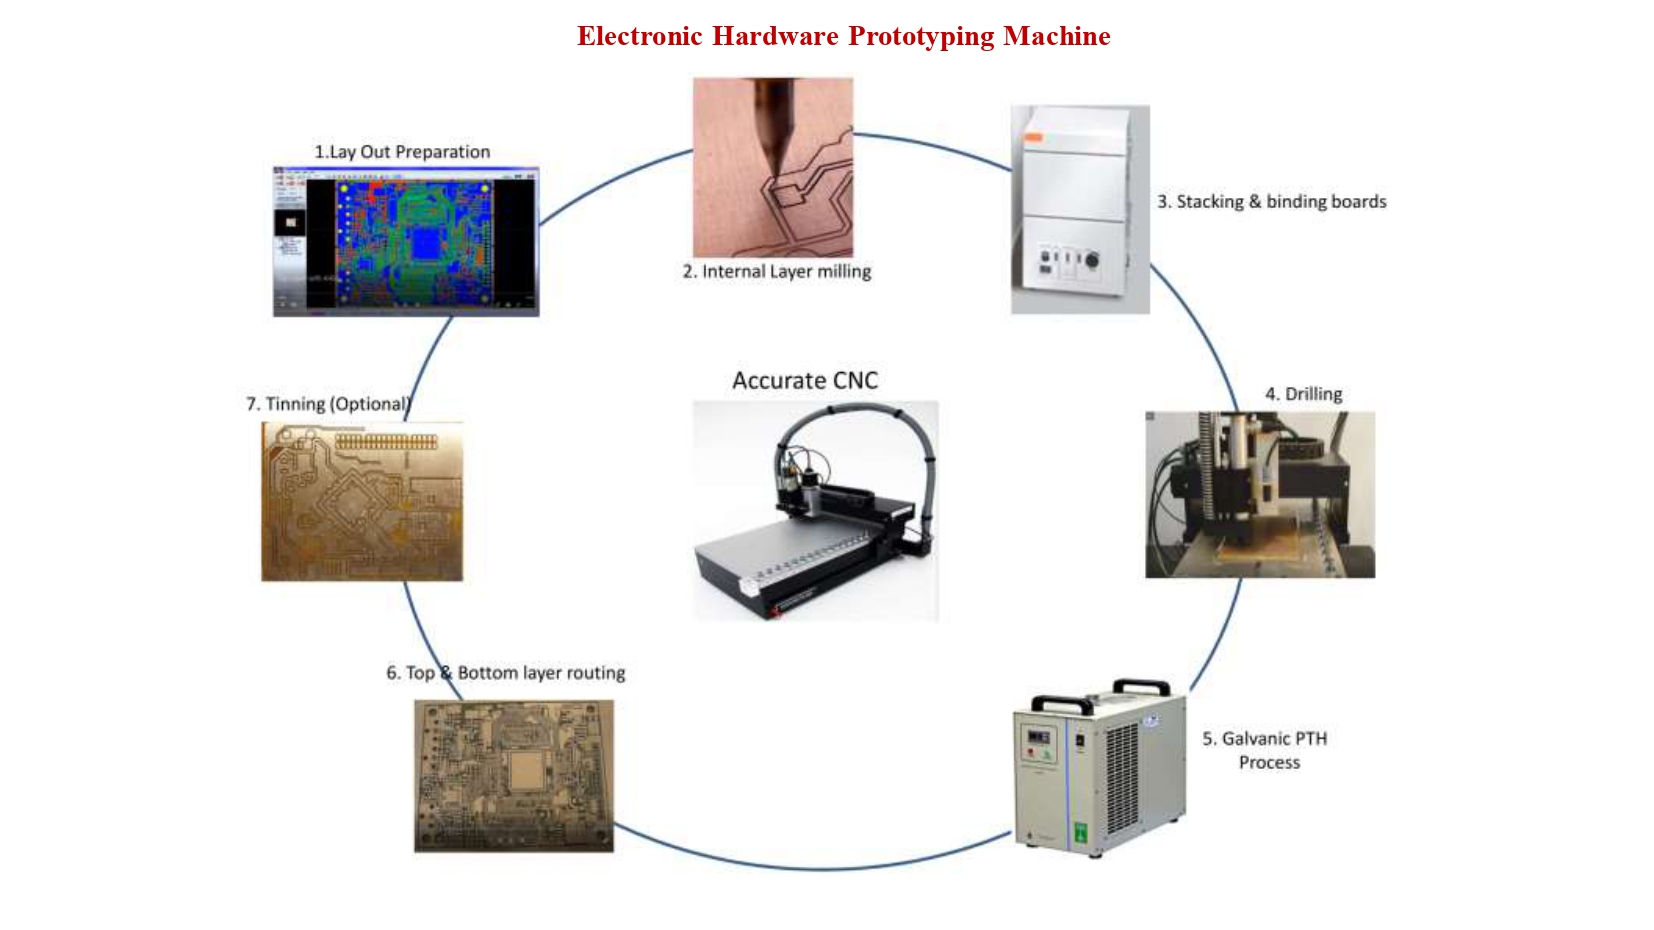 Electronic Hardware Prototyping Machine
1.Lay Out Preparation
2. Internal Layer milling
3. Stacking & binding boards
Accurate CNC
4. Drilling
7. Tinning (Optional)
6. Top & Bottom layer routing
5. Galvanic PTH
Process